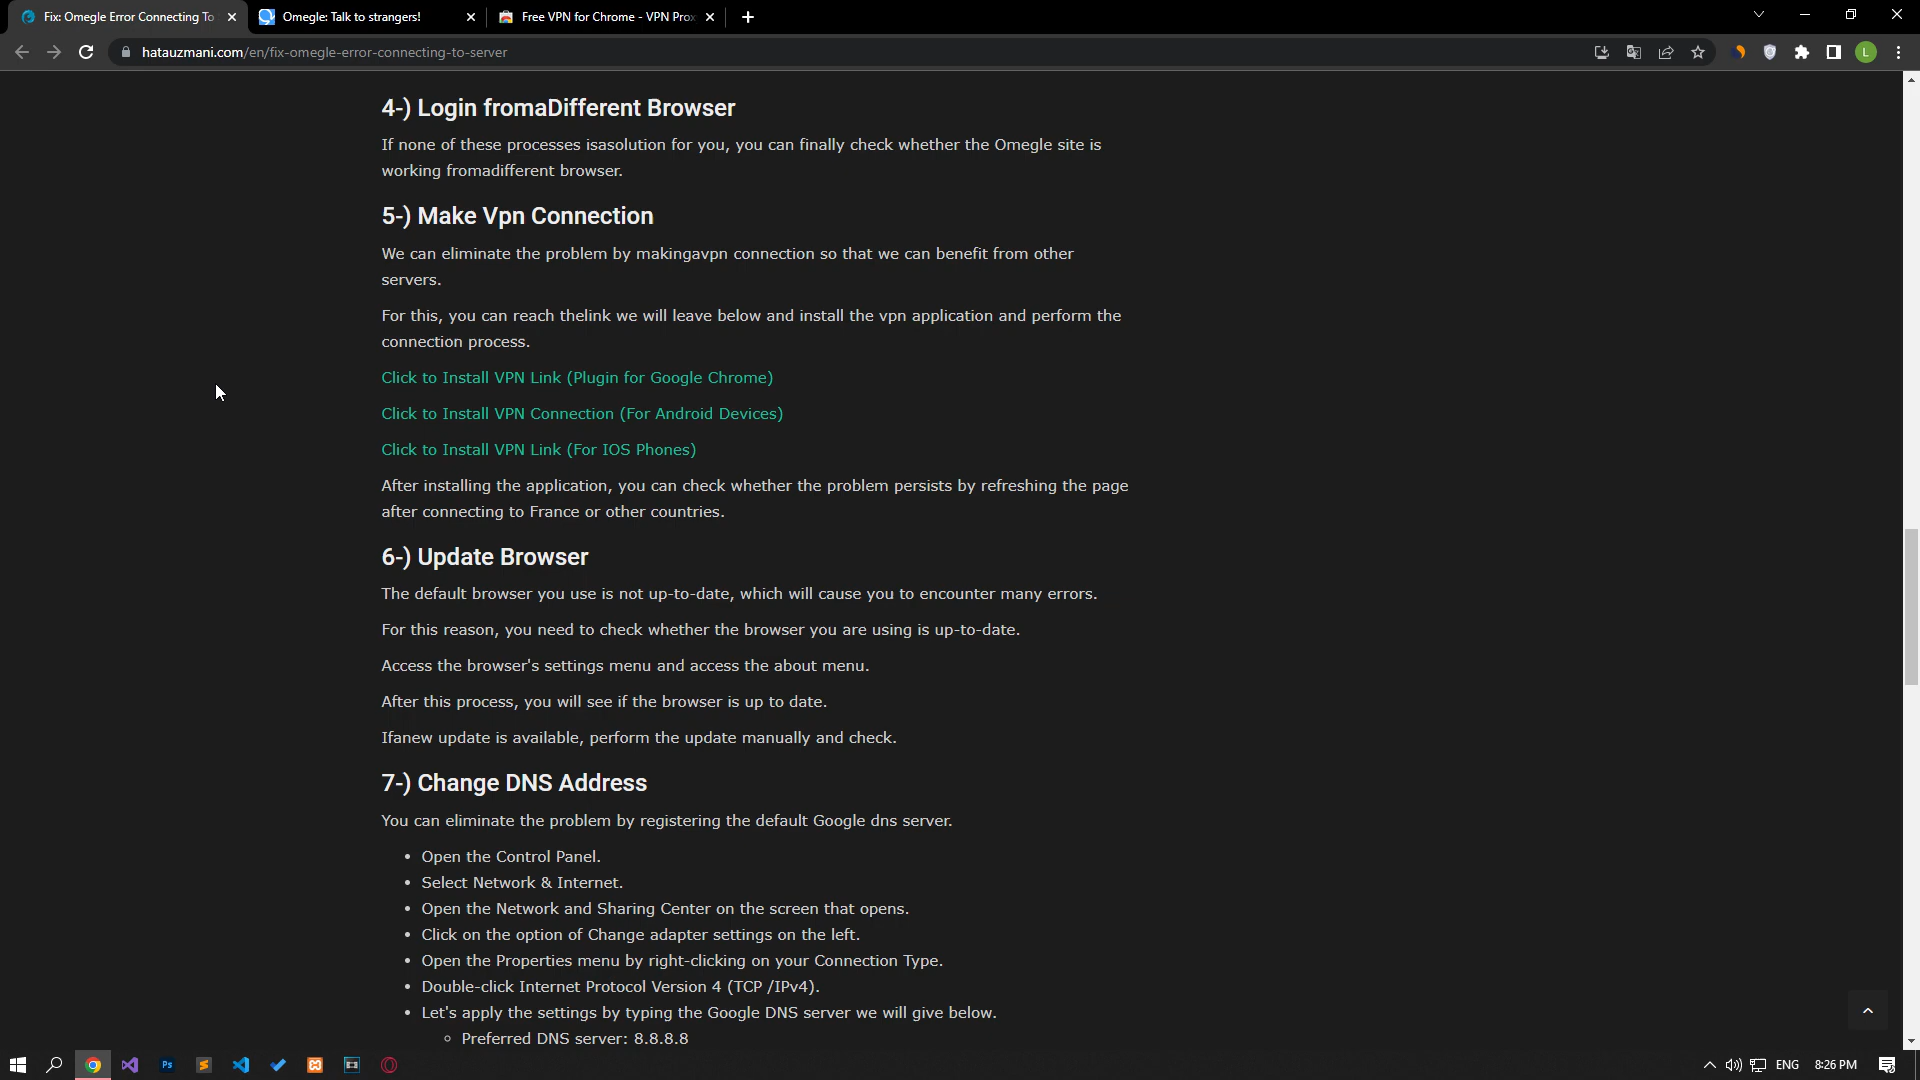 Fix: Omegle Error Connecting To
Omegle: Talk to strangers!
Free VPN for Chrome - VPN Pro
hatauzmani.com/en/fix-omegle-error-connecting-to-server
L
4-) Login fromaDifferent Browser
If none of these processes isasolution for you, you can finally check whether the Omegle site is
working fromadifferent browser.
5-) Make Vpn Connection
We can eliminate the problem by makingavpn connection so that we can benefit from other
servers.
For this, you can reach thelink we will leave below and install the vpn application and perform the
connection process.
Click to Install VPN Link (Plugin for Google Chrome)
Click to Install VPN Connection (For Android Devices)
Click to Install VPN Link (For IOS Phones)
After installing the application, you can check whether the problem persists by refreshing the page
after connecting to France or other countries.
6-) Update Browser
The default browser you use is not up-to-date, which will cause you to encounter many errors.
For this reason, you need to check whether the browser you are using is up-to-date.
Access the browser's settings menu and access the about menu.
After this process, you will see if the browser is up to date.
Ifanew update is available, perform the update manually and check.
7-) Change DNS Address
You can eliminate the problem by registering the default Google dns server.
• Open the Control Panel.
• Select Network & Internet.
• Open the Network and Sharing Center on the screen that opens.
• Click on the option of Change adapter settings on the left.
• Open the Properties menu by right-clicking on your Connection Type.
• Double-click Internet Protocol Version 4 (TCP /IPv4).
• Let's apply the settings by typing the Google DNS server we will give below.
◦ Preferred DNS server: 8.8.8.8
Ps
ENG
8:26 PM